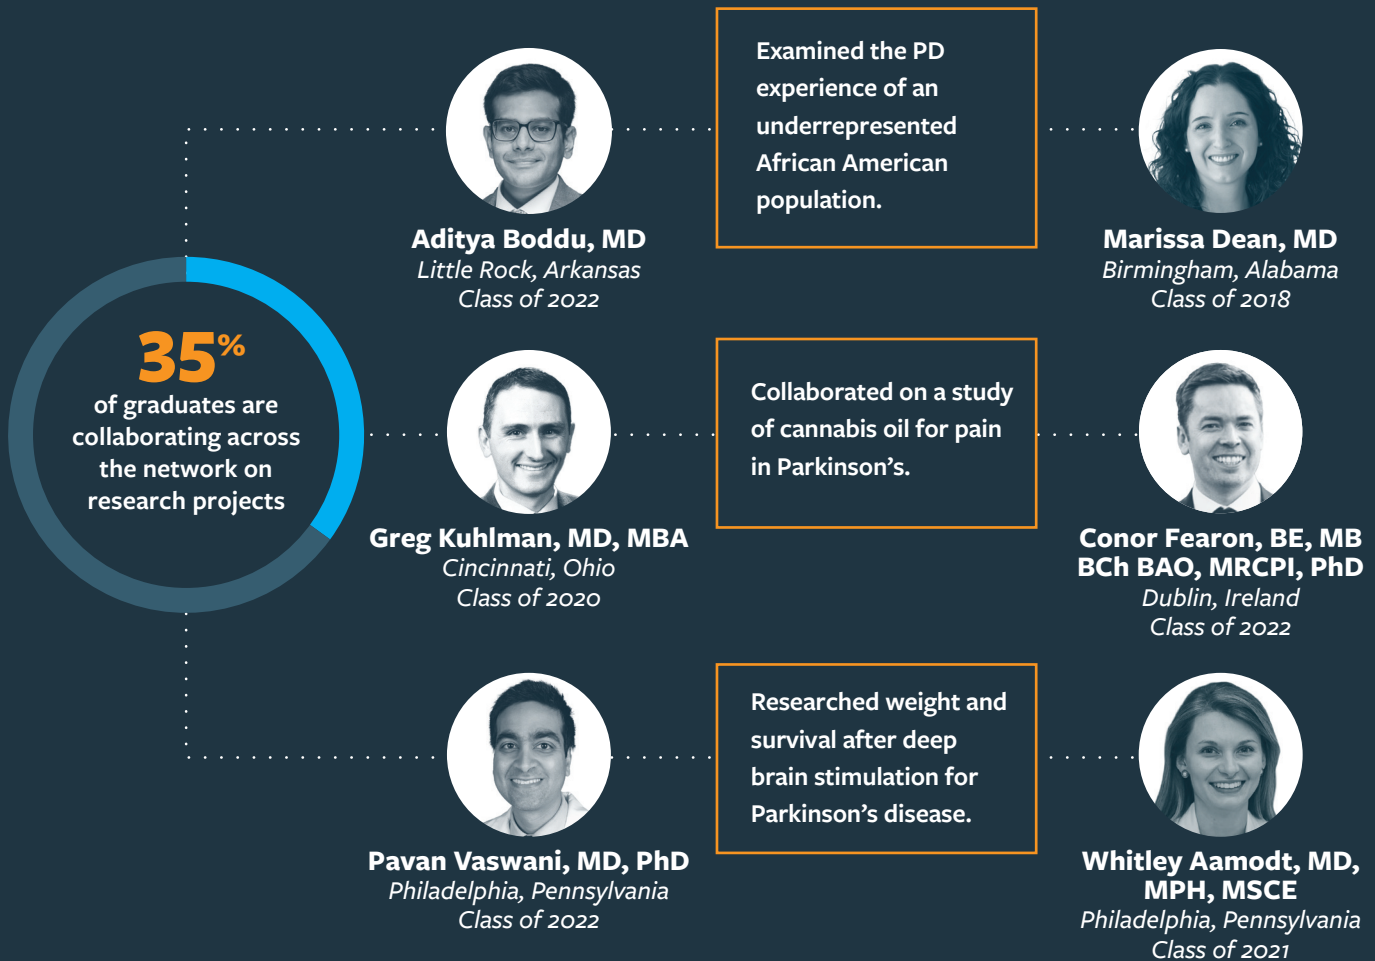 35%
of graduates are
collaborating across
the network on
research projects
Aditya Boddu, MD
Little Rock, Arkansas
Class of 2022
Examined the PD
experience of an
underrepresented
African American
population.
Marissa Dean, MD
Birmingham, Alabama
Class of 2018
Greg Kuhlman, MD, MBA
Cincinnati, Ohio
Class of 2020
Collaborated on a study
of cannabis oil for pain
in Parkinson’s.
Conor Fearon, BE, MB
BCh BAO, MRCPI, PhD
Dublin, Ireland
Class of 2022
Pavan Vaswani, MD, PhD
Philadelphia, Pennsylvania
Class of 2022
Researched weight and
survival after deep
brain stimulation for
Parkinson’s disease.
Whitley Aamodt, MD,
MPH, MSCE
Philadelphia, Pennsylvania
Class of 2021